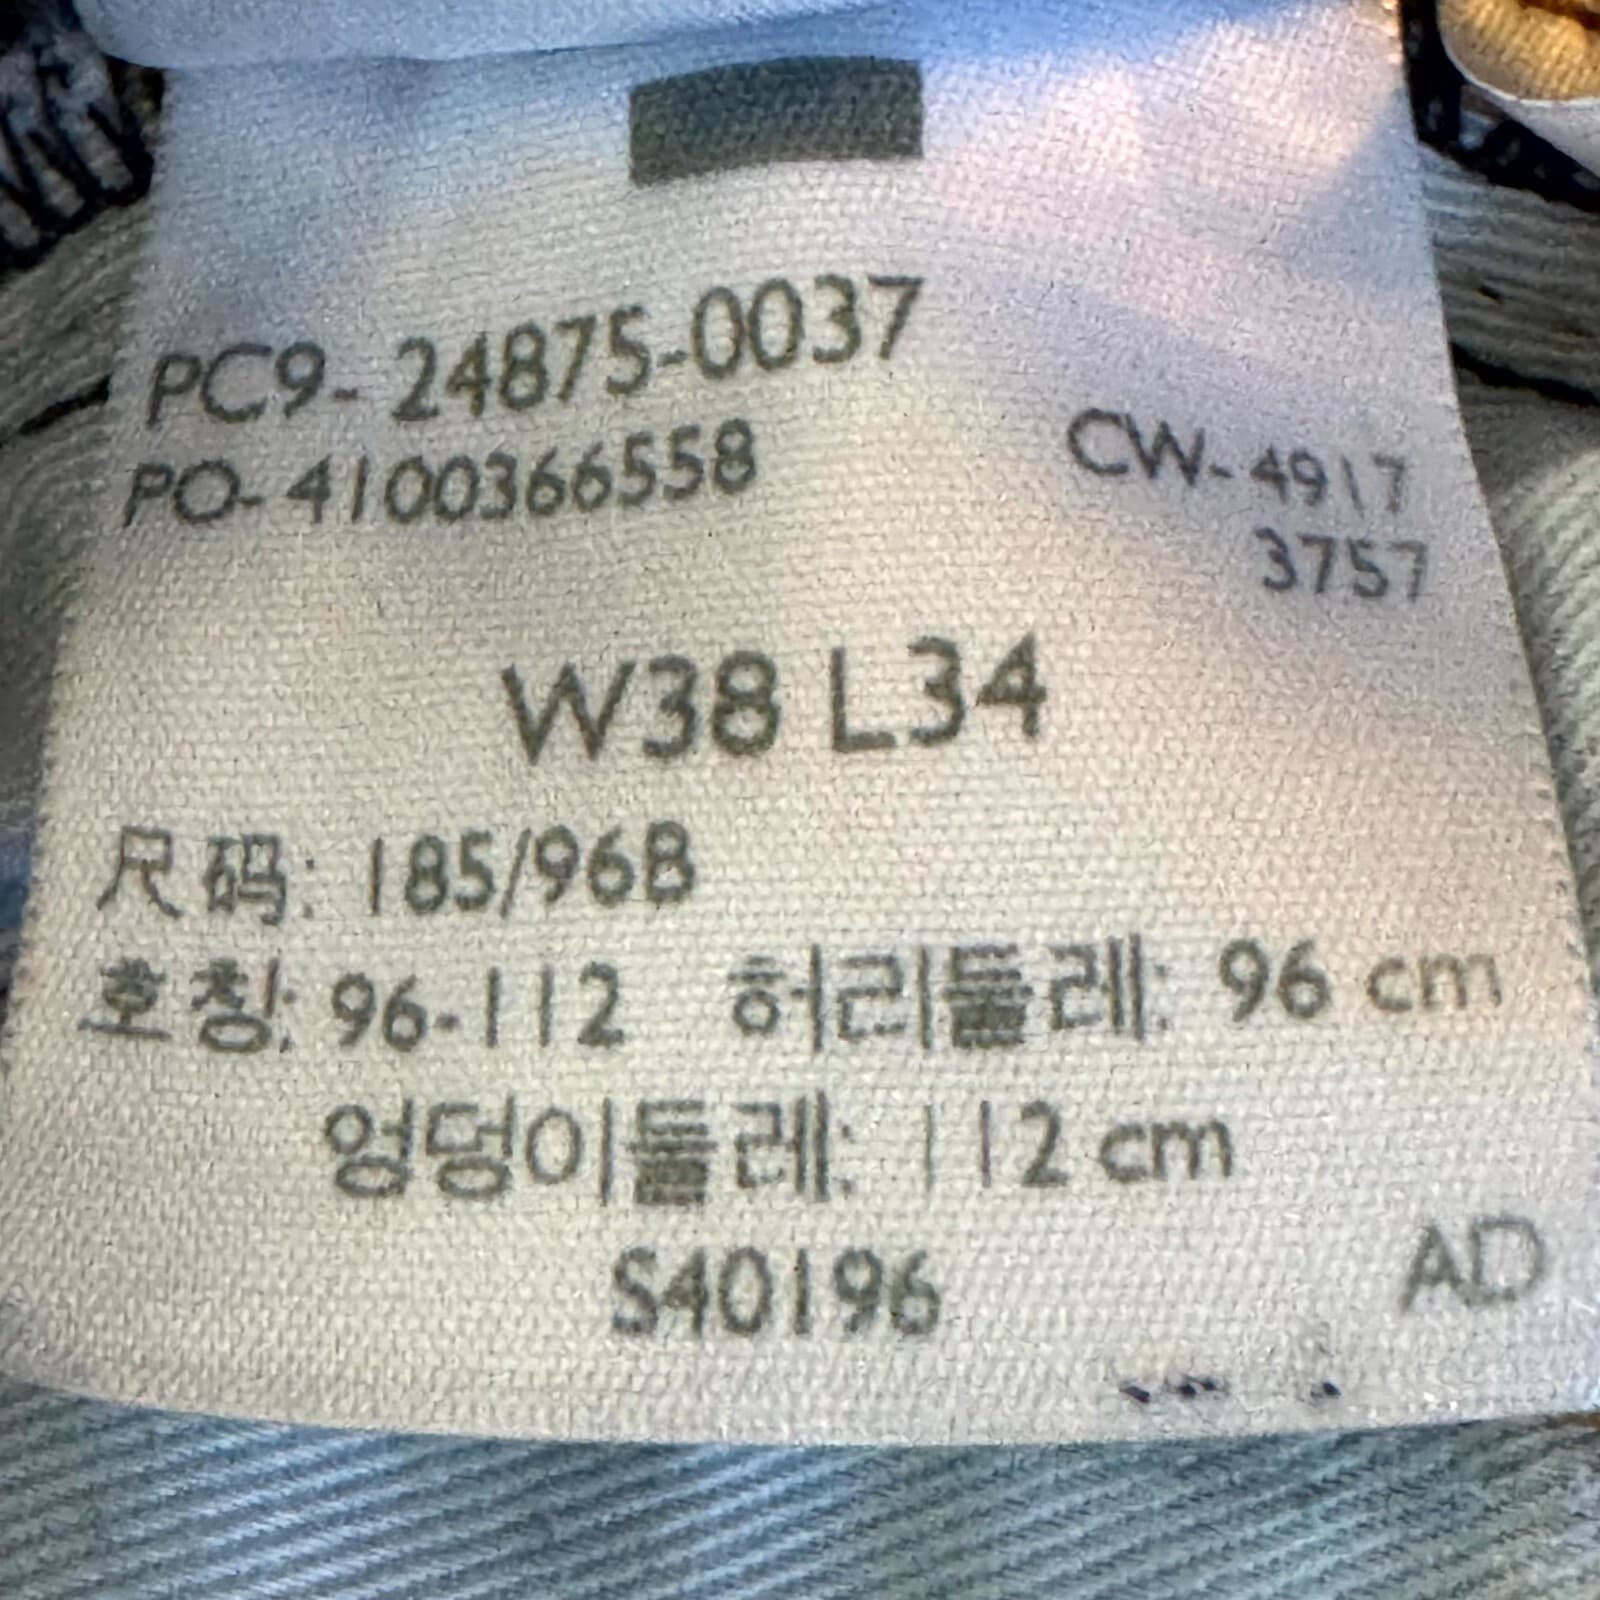 PC9- 24875-0037
PO- 4100366558
CW- 4917
3757
W38 L34
尺码: 185/96B
호칭: 96-112 허리둘레: 96 cm
엉덩이둘레: 112 cm
S40196
AD